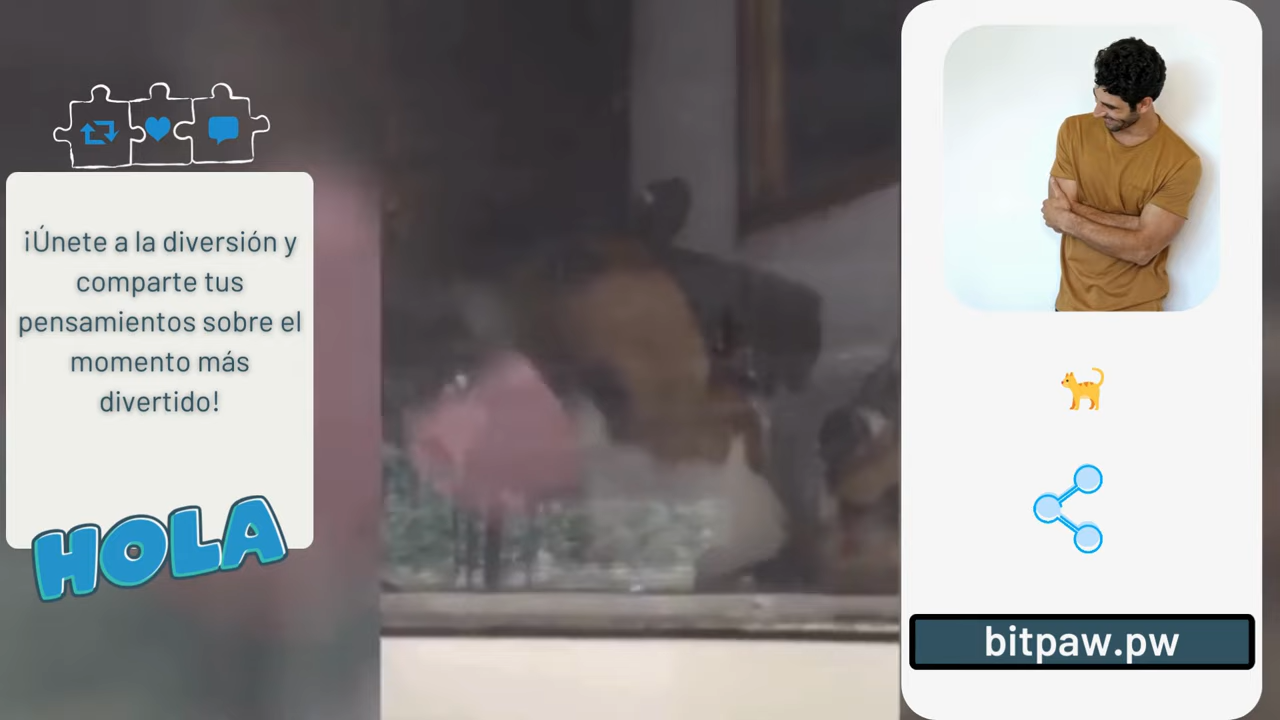 ¡Únete a la diversión y
comparte tus
pensamientos sobre el
momento más
divertido!
HOLA
bitpaw.pw